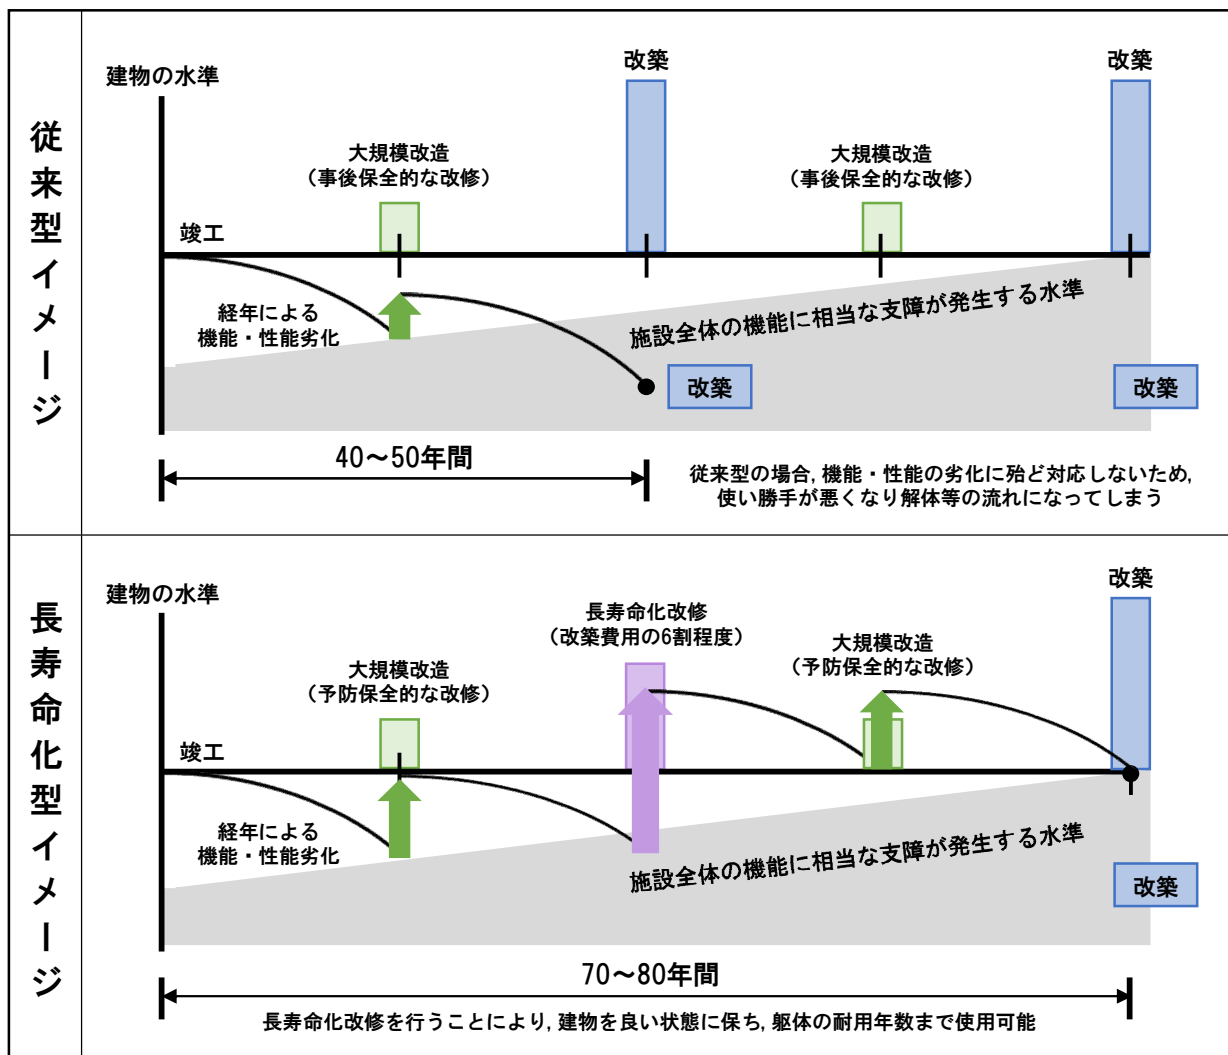 従来型イメージ
建物の水準
改築
改築
大規模改造
（事後保全的な改修）
大規模改造
（事後保全的な改修）
竣工
経年による
機能・性能劣化
施設全体の機能に相当な支障が発生する水準
改築
改築
40～50年間
従来型の場合，機能・性能の劣化に殆ど対応しないため，
使い勝手が悪くなり解体等の流れになってしまう
長寿命化型イメージ
建物の水準
改築
長寿命化改修
（改築費用の6割程度）
大規模改造
（予防保全的な改修）
大規模改造
（予防保全的な改修）
竣工
経年による
機能・性能劣化
施設全体の機能に相当な支障が発生する水準
改築
70～80年間
長寿命化改修を行うことにより，建物を良い状態に保ち，躯体の耐用年数まで使用可能